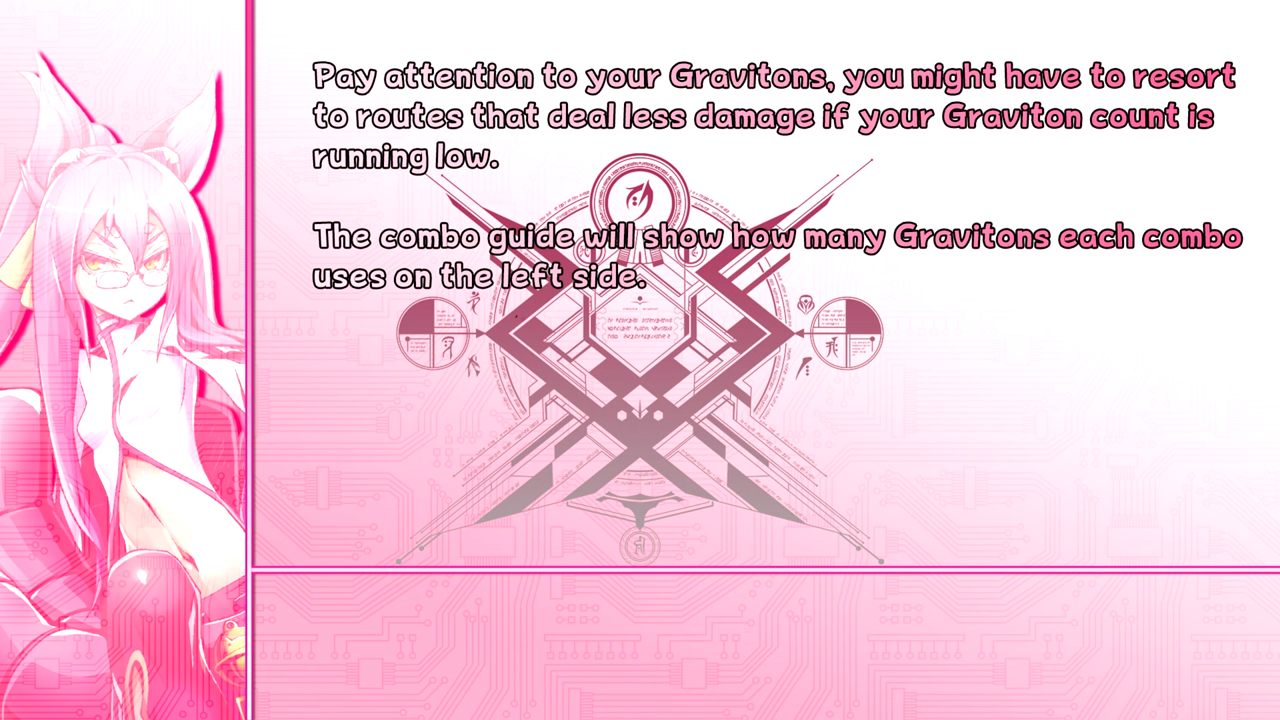 Pay attention to your Gravitons, you might have to resort
to routes that deal less damage if your Graviton count is
running low.
The combo guide will show how many Gravitons each combo
uses on the left side.